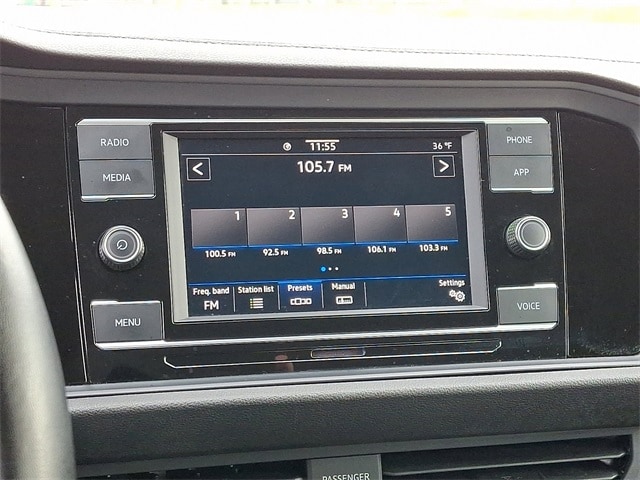 RADIO
MEDIA
MENU
11:55
36 °F
105.7 FM
<
>
1 2 3 4 5
100.5 FM 92.5 FM 98.5 FM 106.1 FM 103.3 FM
Freq. band Station list Presets Manual Settings
FM
PHONE
APP
VOICE
PASSENGER